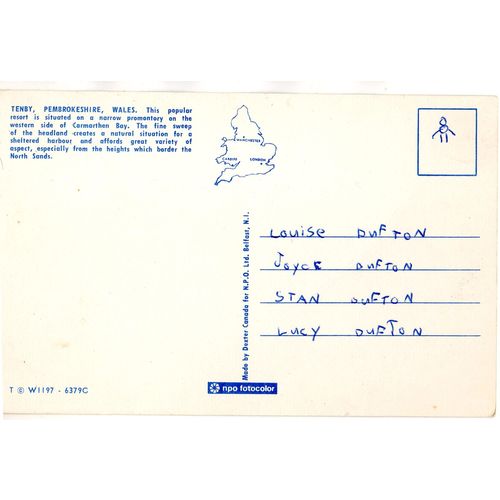 TENBY, PEMBROKESHIRE, WALES. This popular
resort is situated on a narrow promontory on the
western side of Carmarthen Bay. The fine sweep
of the headland creates a natural situation for a
sheltered harbour and affords great variety of
aspect, especially from the heights which border the
North Sands.
MANCHESTER
CARDIFF
LONDON
Made by Dexter Canada for N.P.O. Ltd. Belfast, N.I.
LOUISE DUFTON
JOYCE DUFTON
STAN DUFTON
LUCY DUFTON
T © W1197 - 6379C
npo fotocolor